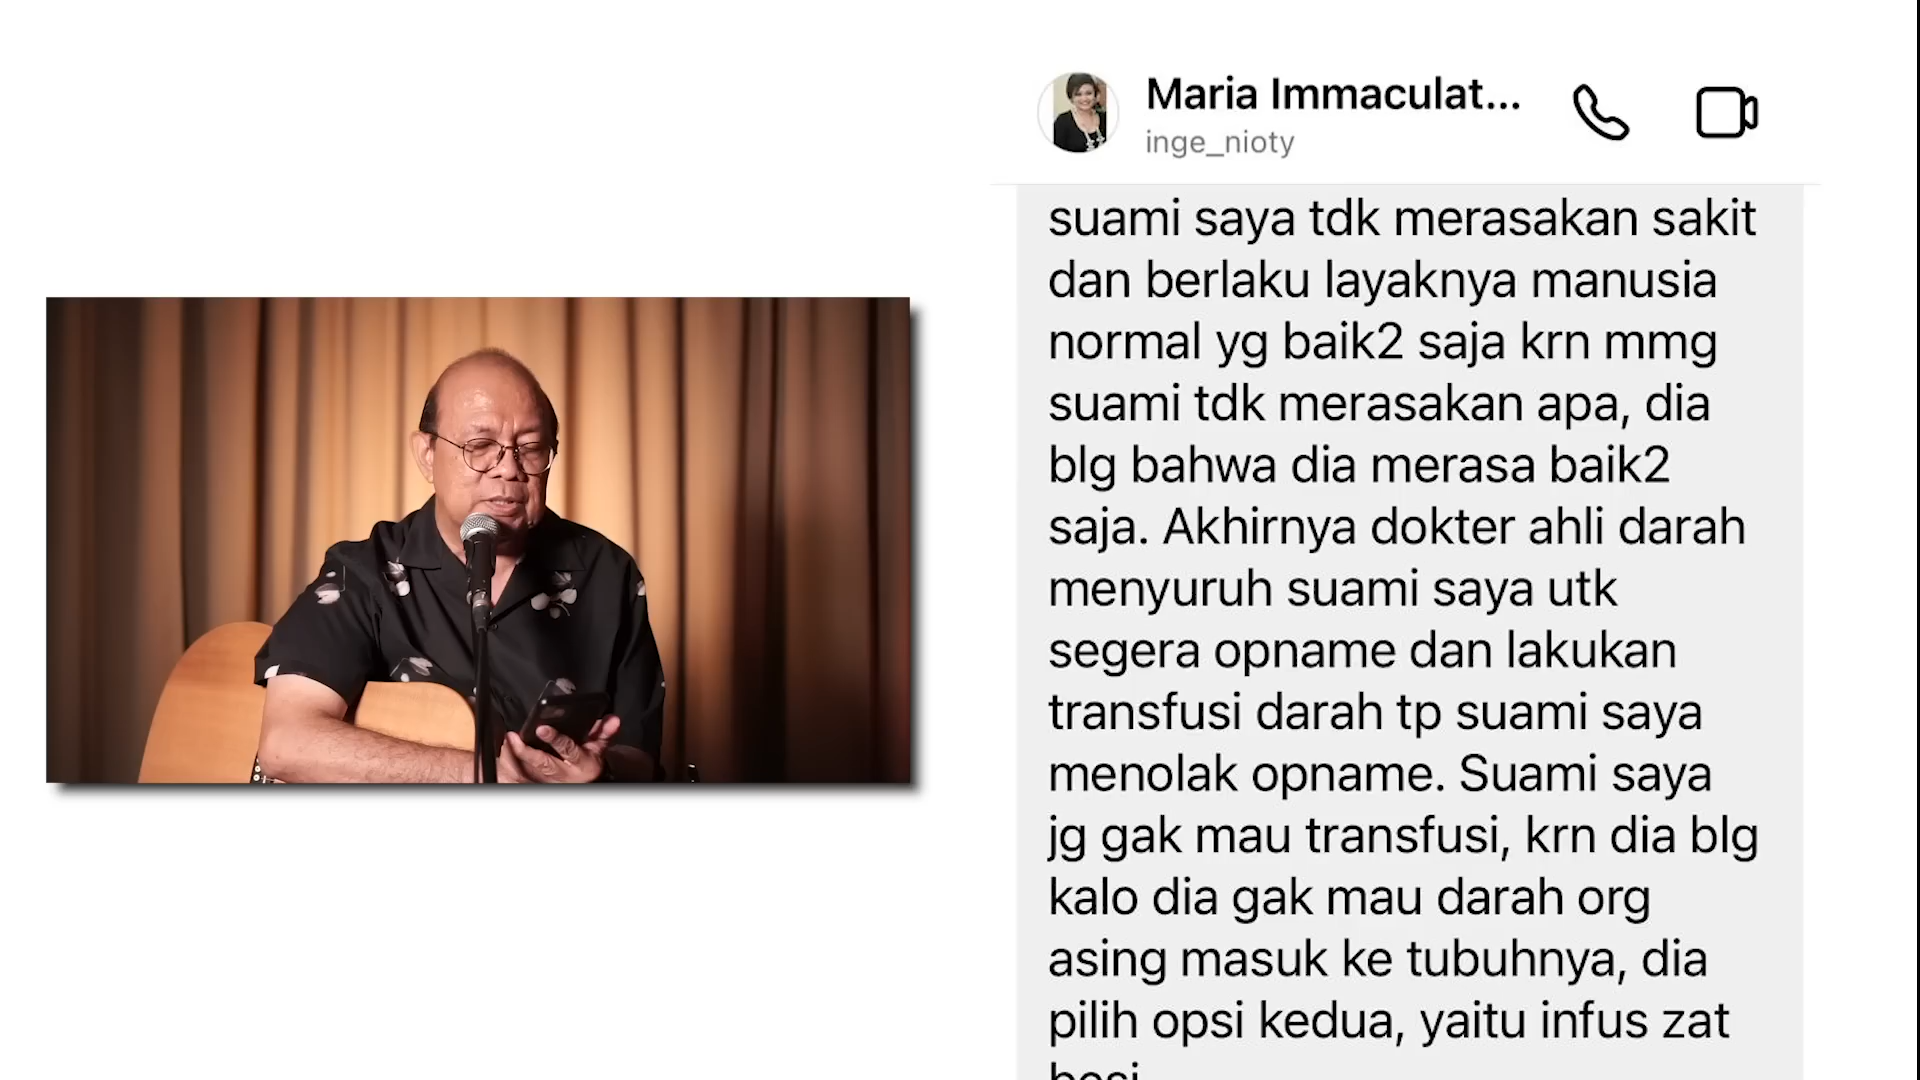 Maria Immaculat...
inge_nioty
suami saya tdk merasakan sakit
dan berlaku layaknya manusia
normal yg baik2 saja krn mmg
suami tdk merasakan apa, dia
blg bahwa dia merasa baik2
saja. Akhirnya dokter ahli darah
menyuruh suami saya utk
segera opname dan lakukan
transfusi darah tp suami saya
menolak opname. Suami saya
jg gak mau transfusi, krn dia blg
kalo dia gak mau darah org
asing masuk ke tubuhnya, dia
pilih opsi kedua, yaitu infus zat
besi